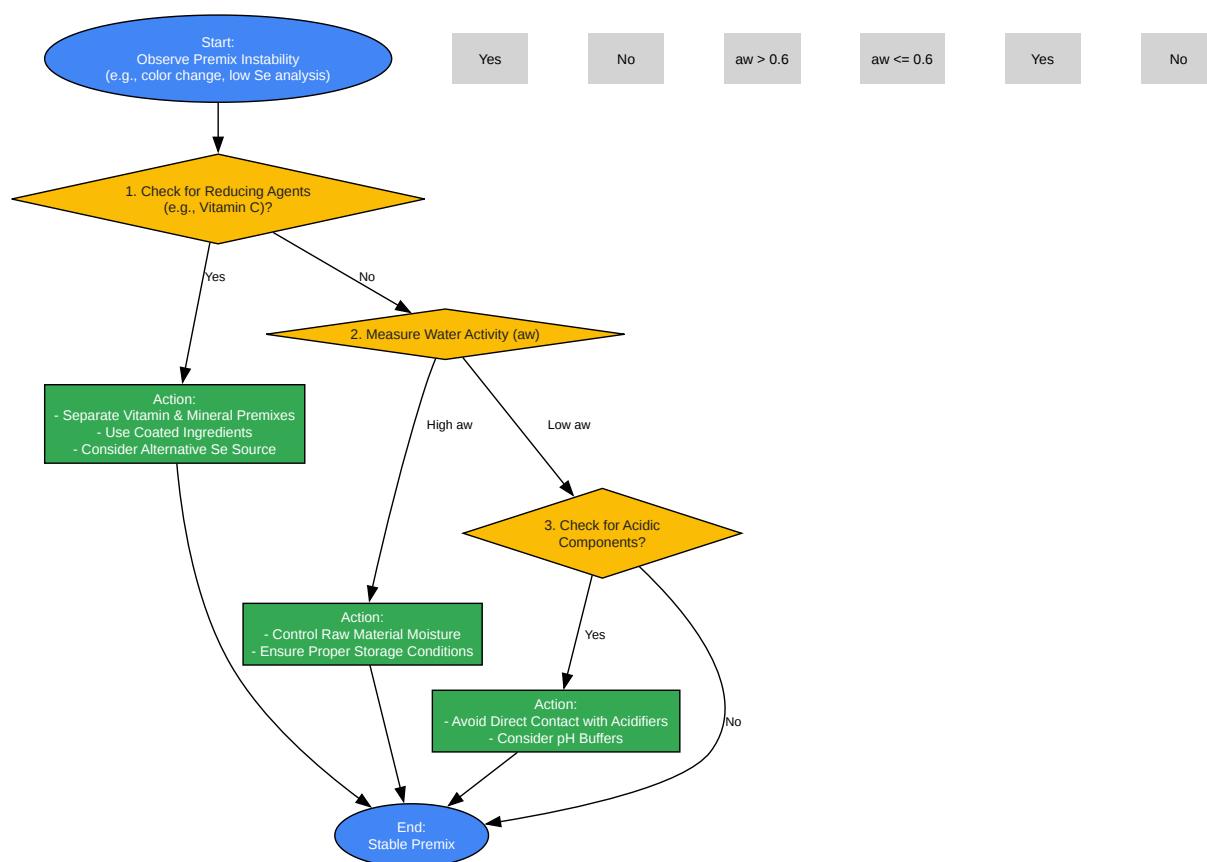 Start:
Observe Premix Instability
(e.g., color change, low Se analysis)
Yes
No
aw > 0.6
aw <= 0.6
Yes
No
1. Check for Reducing Agents
(e.g., Vitamin C)?
Yes
No
2. Measure Water Activity (aw)
Action:
- Separate Vitamin & Mineral Premixes
- Use Coated Ingredients
- Consider Alternative Se Source
High aw
Low aw
3. Check for Acidic
Components?
Action:
- Control Raw Material Moisture
- Ensure Proper Storage Conditions
Yes
Action:
- Avoid Direct Contact with Acidifiers
- Consider pH Buffers
No
End:
Stable Premix